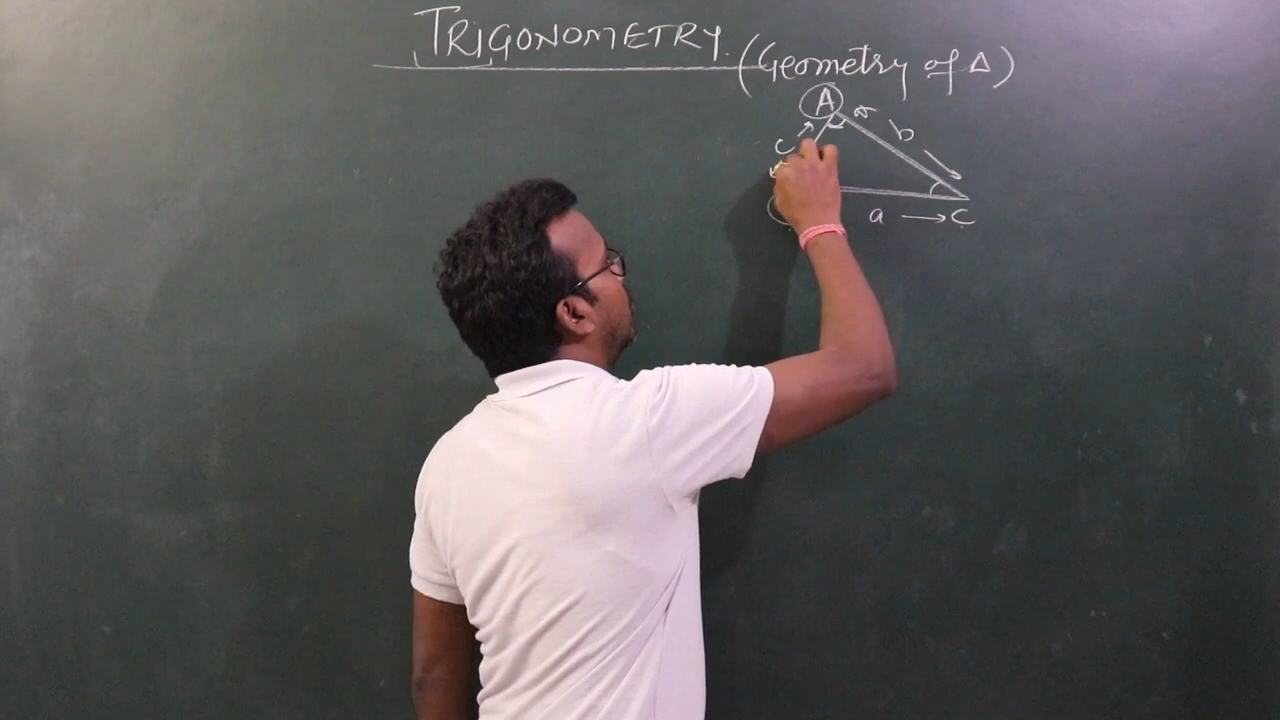 TRIGONOMETRY. (Geometry of Δ)
A
b
c
a → C